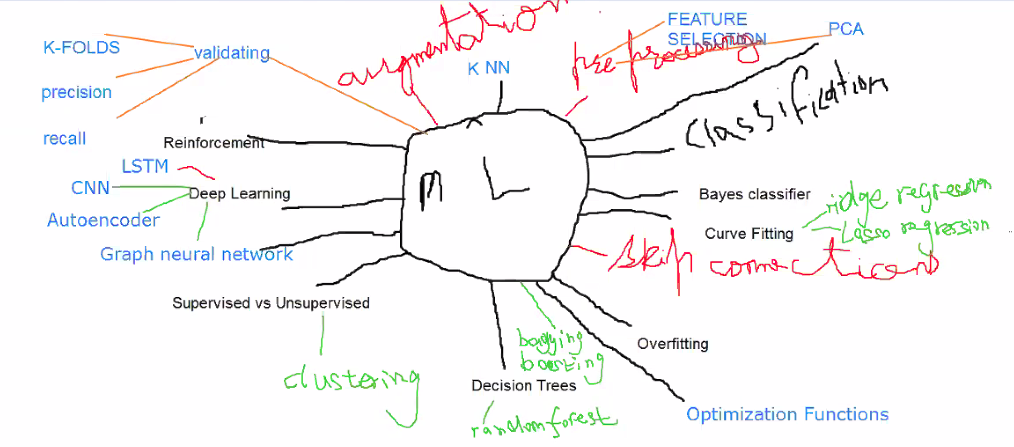 K-FOLDS
precision
recall
validating
augmentation
K NN
FEATURE
SELECTION
pre processing
PCA
Classification
Reinforcement
LSTM
CNN
Deep Learning
Autoencoder
Graph neural network
M L
Bayes classifier
Curve Fitting
ridge regression
Lasso regression
skip connections
Supervised vs Unsupervised
clustering
bagging
boosting
Decision Trees
random forest
Overfitting
Optimization Functions